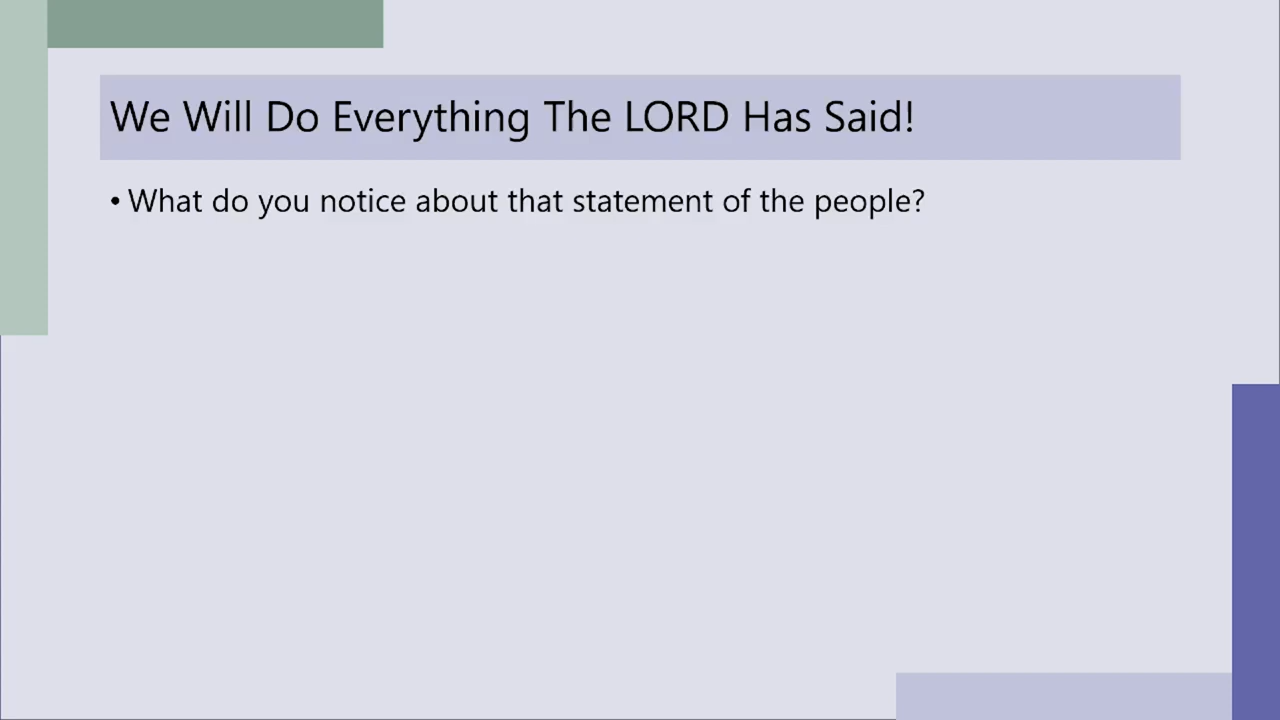 We Will Do Everything The LORD Has Said!
• What do you notice about that statement of the people?